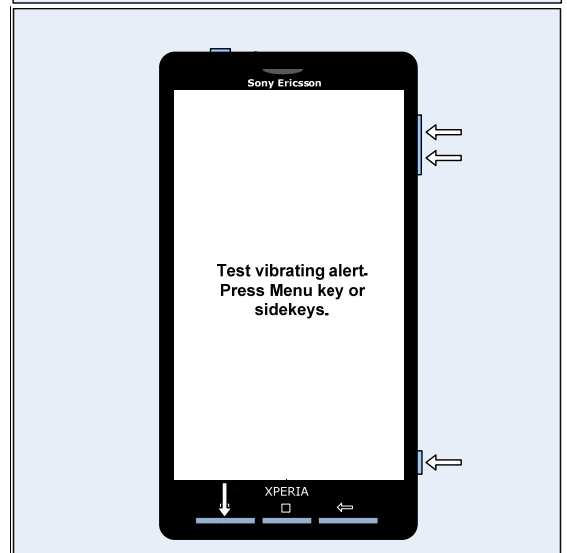 Sony Ericsson
Test vibrating alert.
Press Menu key or
sidekeys.
XPERIA